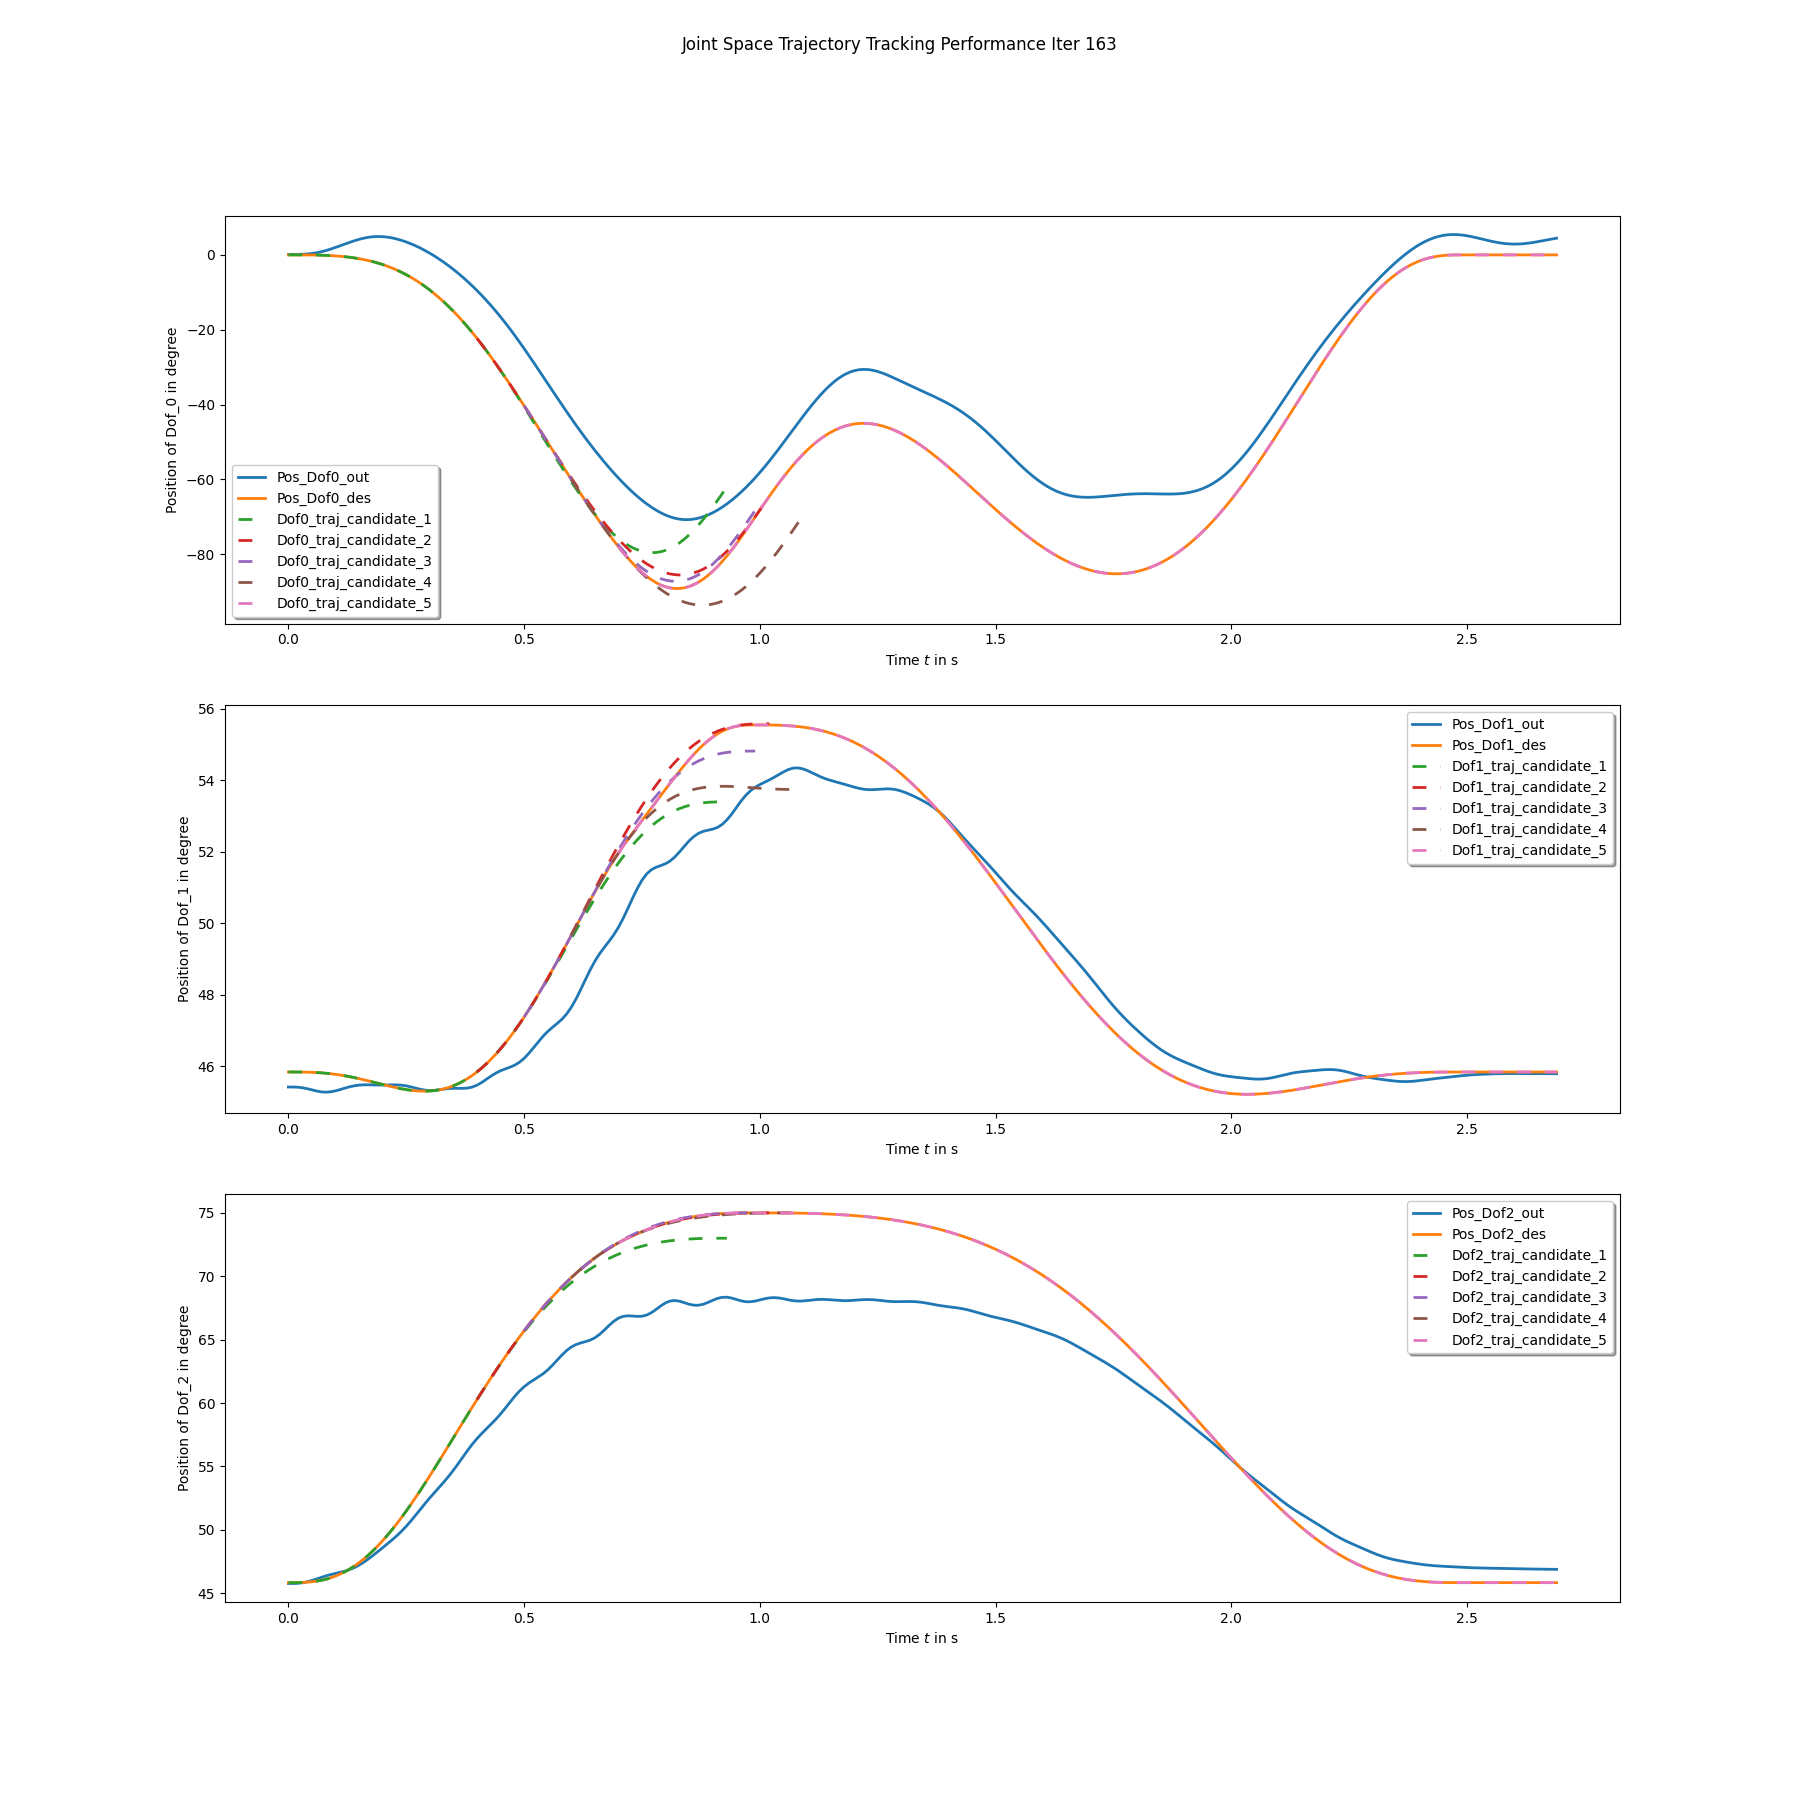 Joint Space Trajectory Tracking Performance Iter 163
Position of Dof_0 in degree
0
−20
−40
−60
−80
Pos_Dof0_out
Pos_Dof0_des
Dof0_traj_candidate_1
Dof0_traj_candidate_2
Dof0_traj_candidate_3
Dof0_traj_candidate_4
Dof0_traj_candidate_5
0.0 0.5 1.0 1.5 2.0 2.5
Time t in s
Position of Dof_1 in degree
56
54
52
50
48
46
Pos_Dof1_out
Pos_Dof1_des
Dof1_traj_candidate_1
Dof1_traj_candidate_2
Dof1_traj_candidate_3
Dof1_traj_candidate_4
Dof1_traj_candidate_5
0.0 0.5 1.0 1.5 2.0 2.5
Time t in s
Position of Dof_2 in degree
75
70
65
60
55
50
45
Pos_Dof2_out
Pos_Dof2_des
Dof2_traj_candidate_1
Dof2_traj_candidate_2
Dof2_traj_candidate_3
Dof2_traj_candidate_4
Dof2_traj_candidate_5
0.0 0.5 1.0 1.5 2.0 2.5
Time t in s